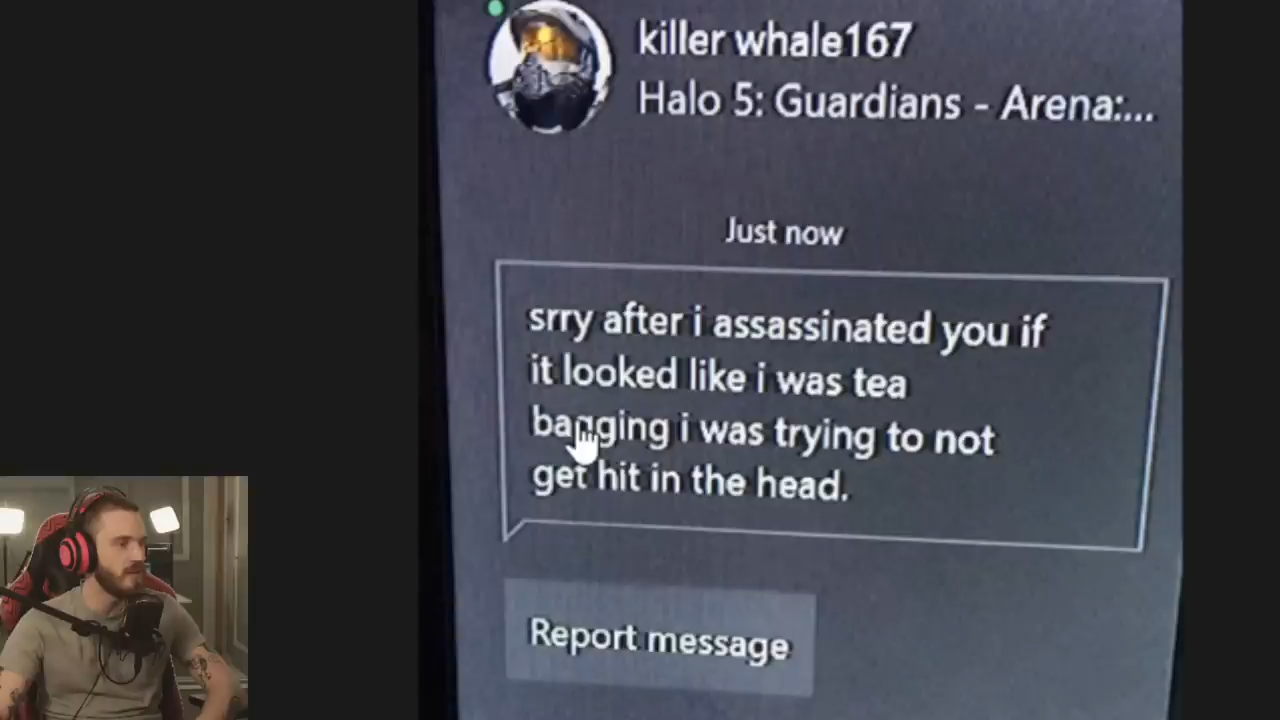 killer whale167
Halo 5: Guardians - Arena:...
Just now
srry after i assassinated you if
it looked like i was tea
bagging i was trying to not
get hit in the head.
Report message